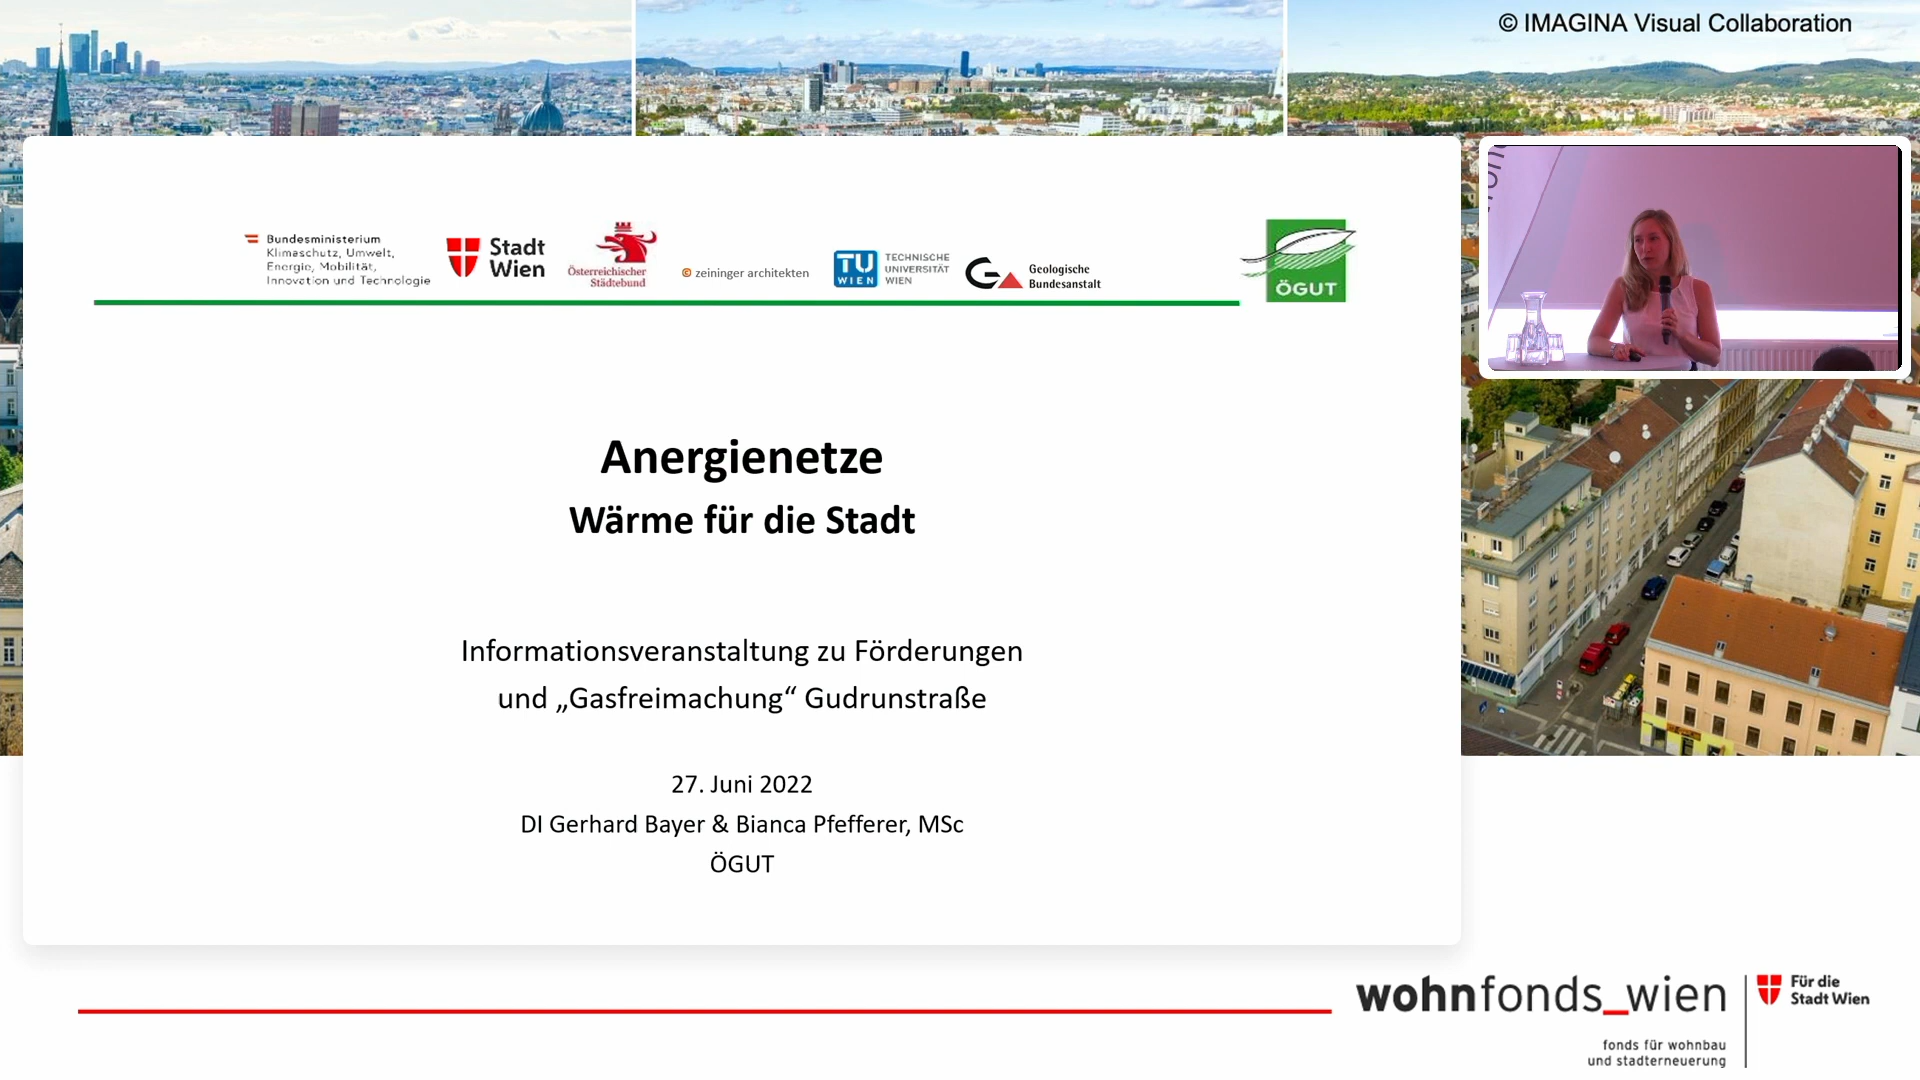 © IMAGINA Visual Collaboration
Bundesministerium
Klimaschutz, Umwelt,
Energie, Mobilität,
Innovation und Technologie
Stadt
Wien
Österreichischer
Städtebund
© zeininger architekten
TU
WIEN
TECHNISCHE
UNIVERSITÄT
WIEN
Geologische
Bundesanstalt
ÖGUT
Anergienetze
Wärme für die Stadt
Informationsveranstaltung zu Förderungen
und „Gasfreimachung“ Gudrunstraße
27. Juni 2022
DI Gerhard Bayer & Bianca Pfefferer, MSc
ÖGUT
wohnfonds_wien
fonds für wohnbau
und stadterneuerung
Für die
Stadt Wien